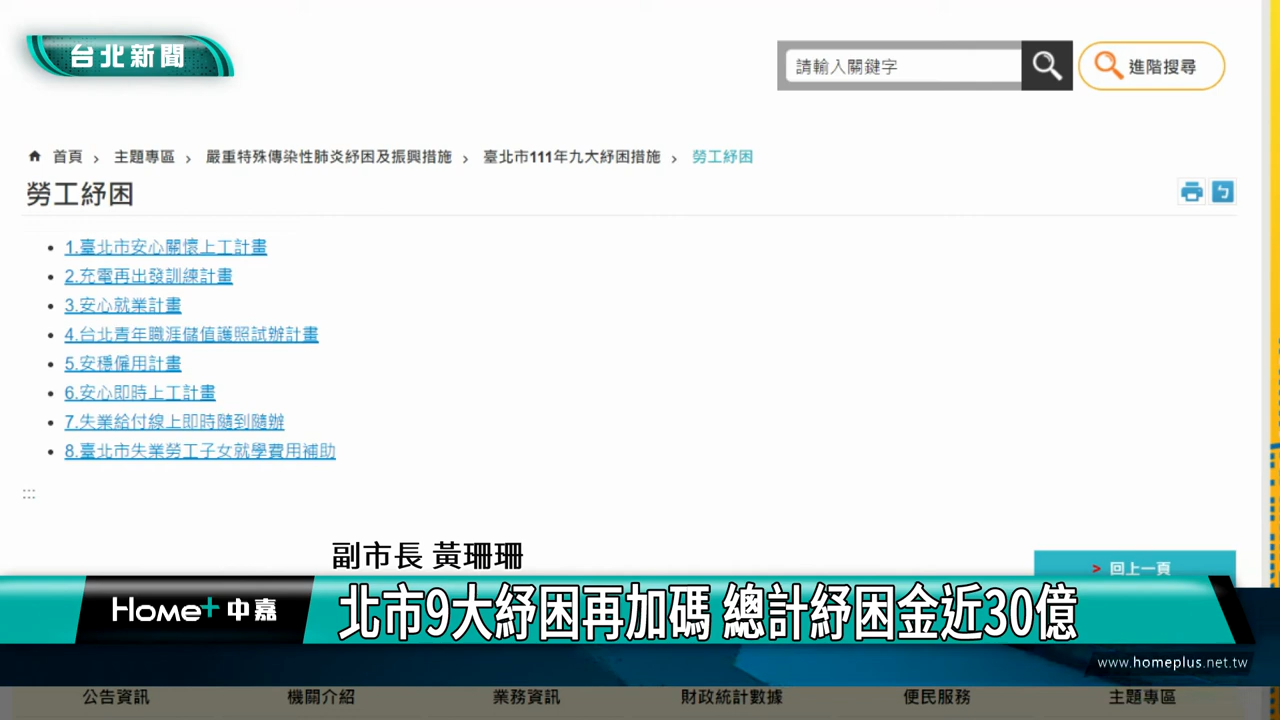 台北新聞
請輸入關鍵字
進階搜尋
首頁 › 主題專區 › 嚴重特殊傳染性肺炎紓困及振興措施 › 臺北市111年九大紓困措施 › 勞工紓困
勞工紓困
1.臺北市安心關懷上工計畫
2.充電再出發訓練計畫
3.安心就業計畫
4.台北青年職涯儲值護照試辦計畫
5.安穩僱用計畫
6.安心即時上工計畫
7.失業給付線上即時隨到隨辦
8.臺北市失業勞工子女就學費用補助
:::
副市長 黃珊珊
> 回上一頁
Home+ 中嘉
北市9大紓困再加碼 總計紓困金近30億
www.homeplus.net.tw
公告資訊 機關介紹 業務資訊 財政統計數據 便民服務 主題專區